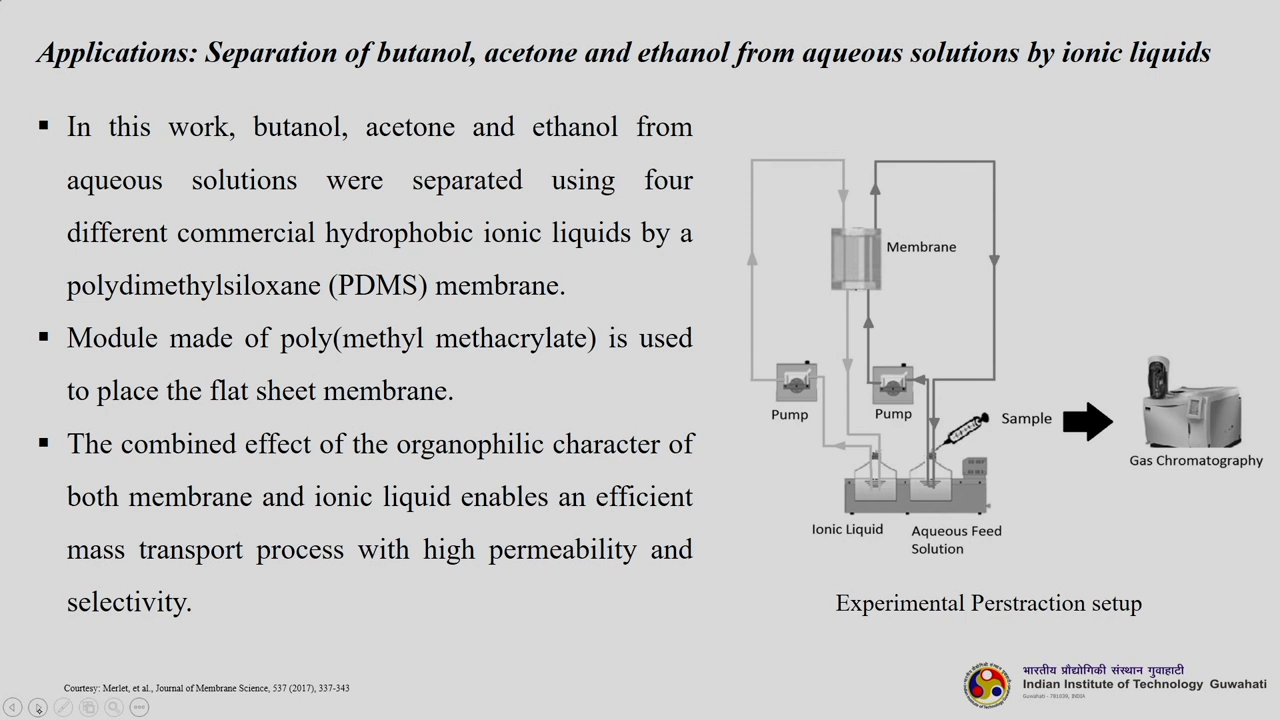 Applications: Separation of butanol, acetone and ethanol from aqueous solutions by ionic liquids
In this work, butanol, acetone and ethanol from
aqueous solutions were separated using four
different commercial hydrophobic ionic liquids by a
polydimethylsiloxane (PDMS) membrane.
Module made of poly(methyl methacrylate) is used
to place the flat sheet membrane.
The combined effect of the organophilic character of
both membrane and ionic liquid enables an efficient
mass transport process with high permeability and
selectivity.
Membrane
Pump
Pump
Sample
Gas Chromatography
Ionic Liquid
Aqueous Feed
Solution
Experimental Perstraction setup
Courtesy: Merlet, et al., Journal of Membrane Science, 537 (2017), 337-343
भारतीय प्रौद्योगिकी संस्थान गुवाहाटी
Indian Institute of Technology Guwahati
Guwahati - 781039, INDIA